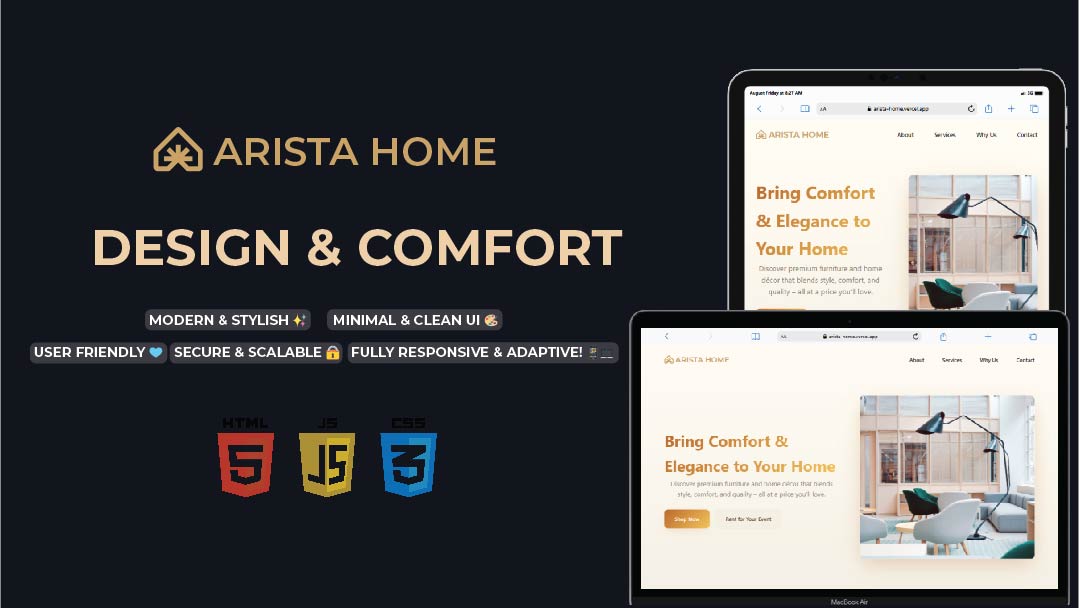 ARISTA HOME
DESIGN & COMFORT
MODERN & STYLISH ✨
MINIMAL & CLEAN UI 🎨
USER FRIENDLY 🩵
SECURE & SCALABLE 🔒
FULLY RESPONSIVE & ADAPTIVE!
HTML
JS
CSS
5
JS
3
August Friday at 8:21 AM
3G
AA
arista-home.vercel.app
ARISTA HOME
About Services Why Us Contact
Bring Comfort
& Elegance to
Your Home
Discover premium furniture and home
décor that blends style, comfort, and
quality – all at a price you'll love.
AA
arista-home.vercel.app
ARISTA HOME
About Services Why Us Contact
Bring Comfort &
Elegance to Your Home
Discover premium furniture and home décor that blends
style, comfort, and quality – all at a price you'll love.
Shop Now
Rent for Your Event
MacBook Air